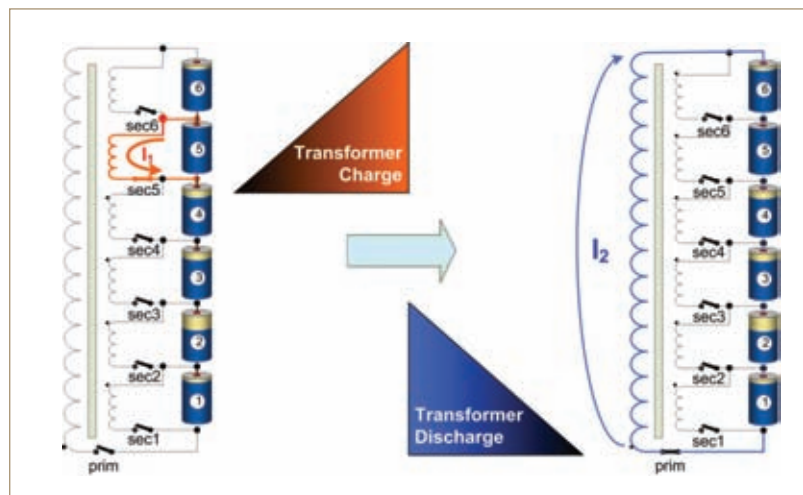 6
sec6
I1
5
sec5
4
sec4
3
sec3
2
sec2
1
sec1
prim
Transformer
Charge
Transformer
Discharge
I2
6
sec6
5
sec5
4
sec4
3
sec3
2
sec2
1
sec1
prim